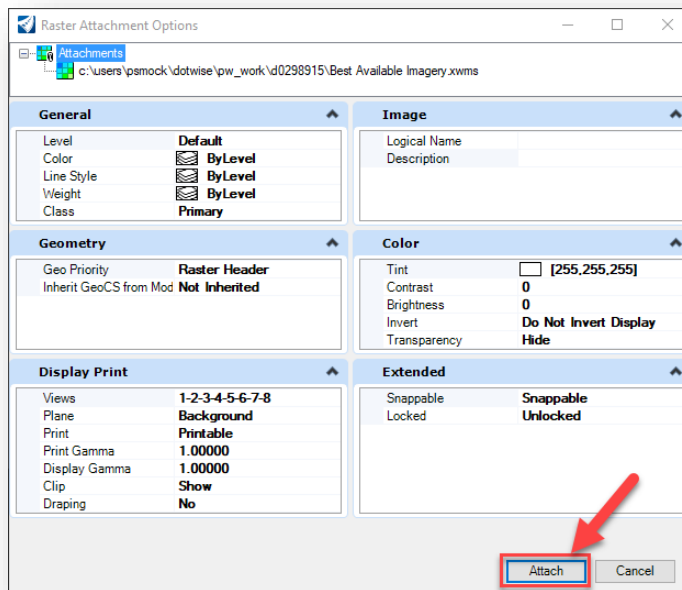 Raster Attachment Options
Attachments
c:\users\psmock\dotwise\pw_work\d0298915\Best Available Imagery.xwms
General
Level Default
Color ByLevel
Line Style ByLevel
Weight ByLevel
Class Primary
Image
Logical Name
Description
Geometry
Geo Priority Raster Header
Inherit GeoCS from Mod Not Inherited
Color
Tint [255,255,255]
Contrast 0
Brightness 0
Invert Do Not Invert Display
Transparency Hide
Display Print
Views 1-2-3-4-5-6-7-8
Plane Background
Print Printable
Print Gamma 1.00000
Display Gamma 1.00000
Clip Show
Draping No
Extended
Snappable Snappable
Locked Unlocked
Attach Cancel